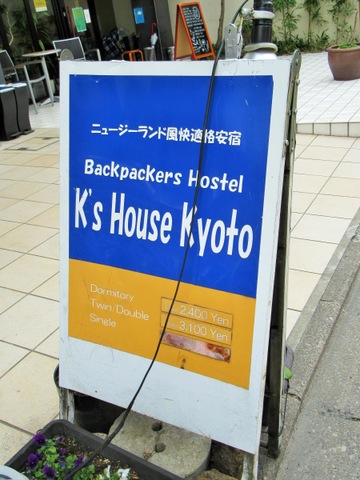 ニュージーランド風快適格安宿
Backpackers Hostel
K's House Kyoto
Dormitory 2,400 Yen
Twin/Double 3,100 Yen
Single